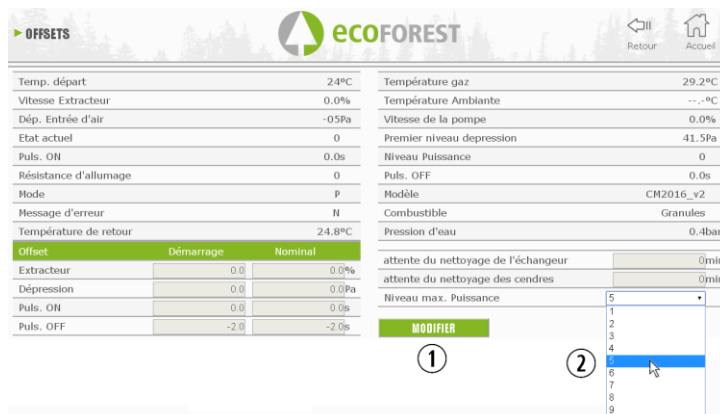 ► OFFSETS
ecoFOREST
Retour
Accueil
Temp. départ 24ºC
Vitesse Extracteur 0.0%
Dép. Entrée d'air -05Pa
Etat actuel 0
Puls. ON 0.0s
Résistance d'allumage 0
Mode P
Message d'erreur N
Température de retour 24.8ºC
Offset Démarrage Nominal
Extracteur 0.0 0.0%
Dépression 0.0 0.0Pa
Puls. ON 0.0 0.0s
Puls. OFF -2.0 -2.0s
Température gaz 29.2ºC
Température Ambiante --.-ºC
Vitesse de la pompe 0.0%
Premier niveau depression 41.5Pa
Niveau Puissance 0
Puls. OFF 0.0s
Modèle CM2016_v2
Combustible Granules
Pression d'eau 0.4bar
attente du nettoyage de l'échangeur 0min
attente du nettoyage des cendres 0min
Niveau max. Puissance 5
1
2
3
4
5
6
7
8
9
MODIFIER
1
2